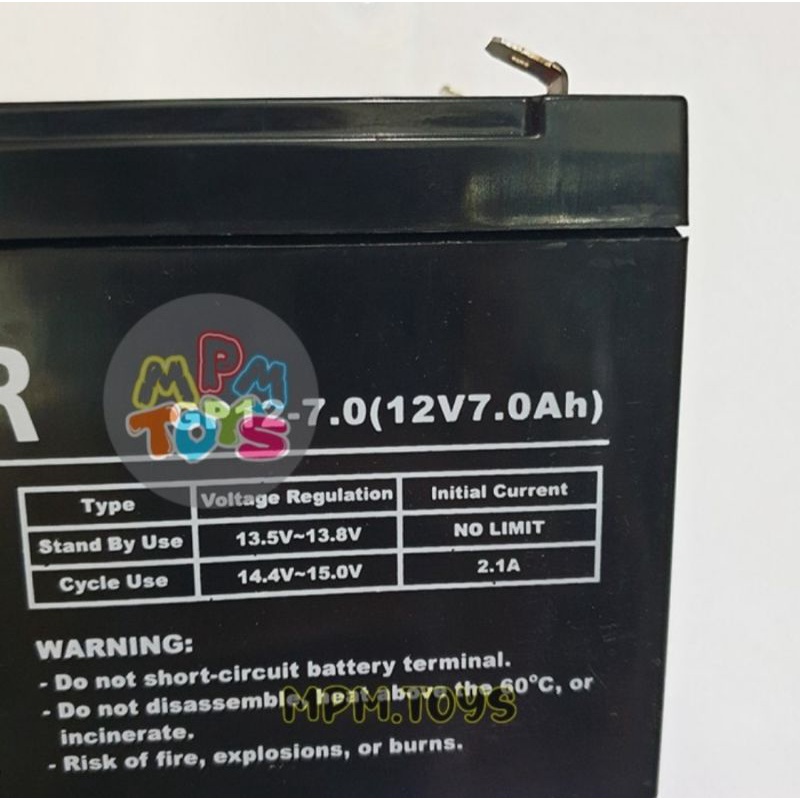 R
MPM
TOYS
GP12-7.0(12V7.0Ah)
Type Voltage Regulation Initial Current
Stand By Use 13.5V~13.8V NO LIMIT
Cycle Use 14.4V~15.0V 2.1A
WARNING:
- Do not short-circuit battery terminal.
- Do not disassemble, heat above the 60°C, or
incinerate.
- Risk of fire, explosions, or burns.
MPM.TOYS